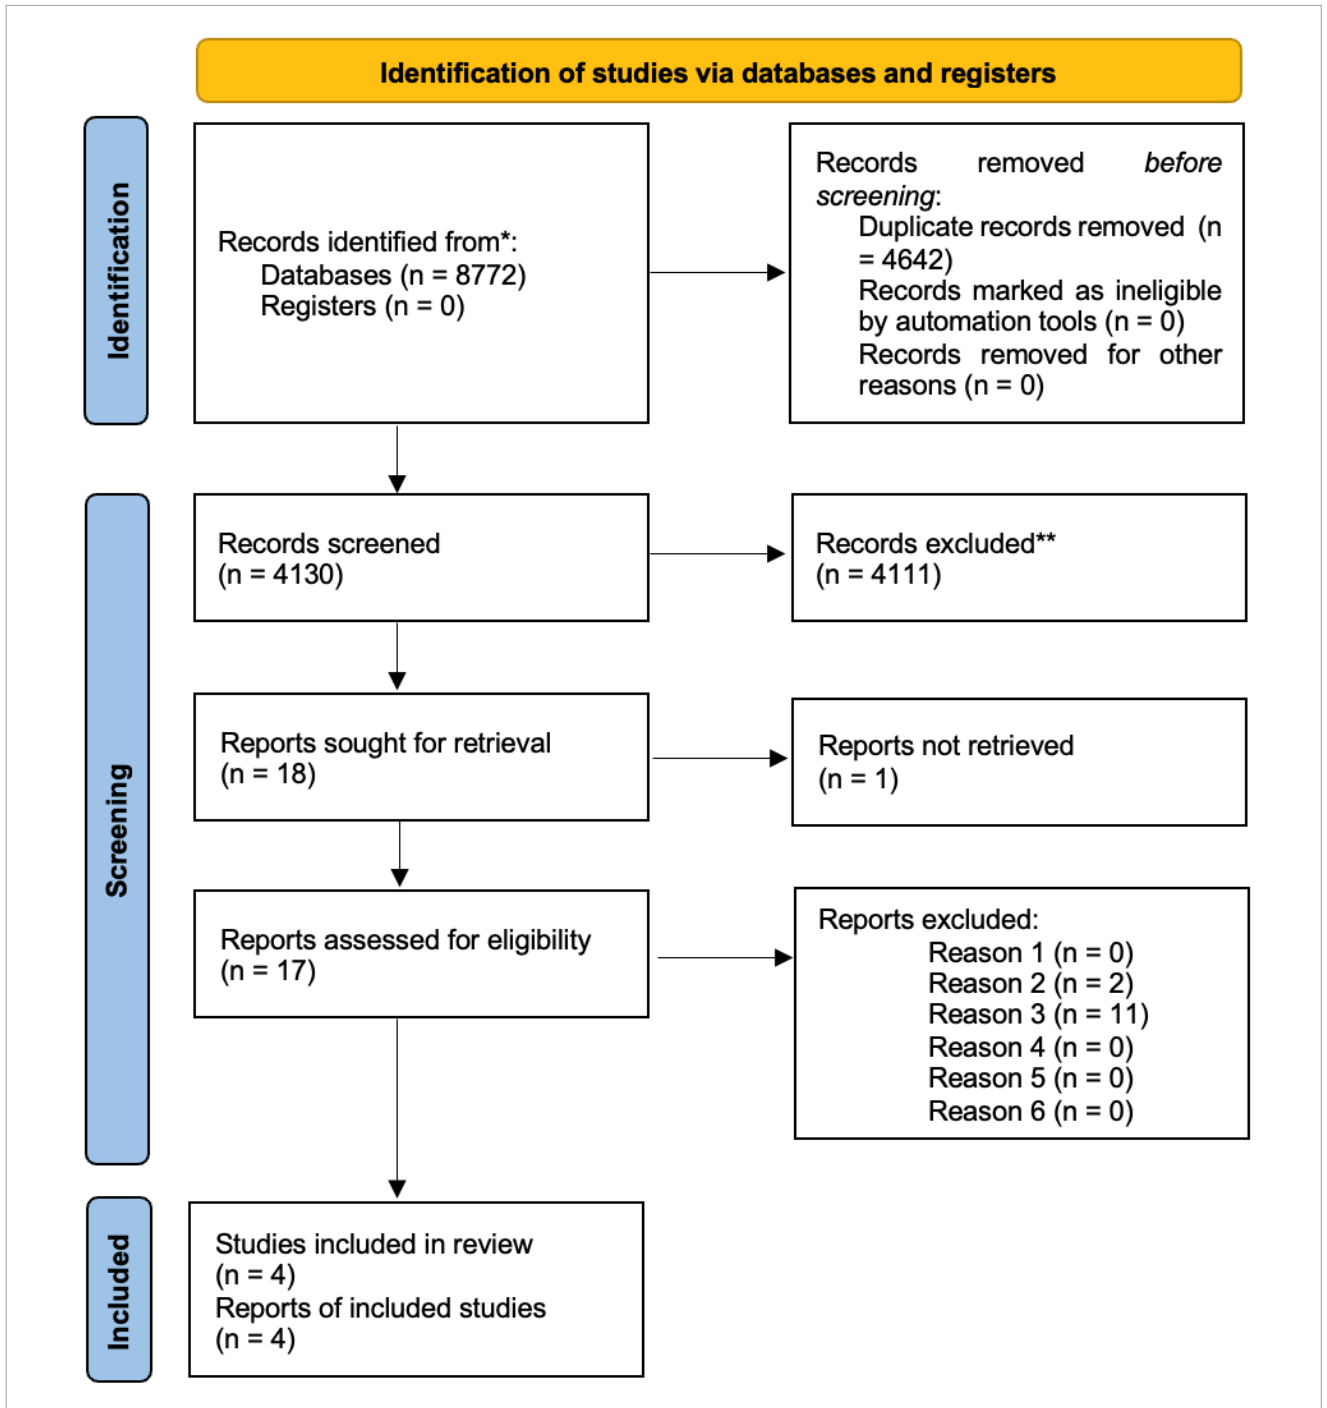 Identification of studies via databases and registers
Identification
Records identified from*:
Databases (n = 8772)
Registers (n = 0)
Records removed before
screening:
Duplicate records removed (n
= 4642)
Records marked as ineligible
by automation tools (n = 0)
Records removed for other
reasons (n = 0)
Screening
Records screened
(n = 4130)
Records excluded**
(n = 4111)
Reports sought for retrieval
(n = 18)
Reports not retrieved
(n = 1)
Reports assessed for eligibility
(n = 17)
Reports excluded:
Reason 1 (n = 0)
Reason 2 (n = 2)
Reason 3 (n = 11)
Reason 4 (n = 0)
Reason 5 (n = 0)
Reason 6 (n = 0)
Included
Studies included in review
(n = 4)
Reports of included studies
(n = 4)